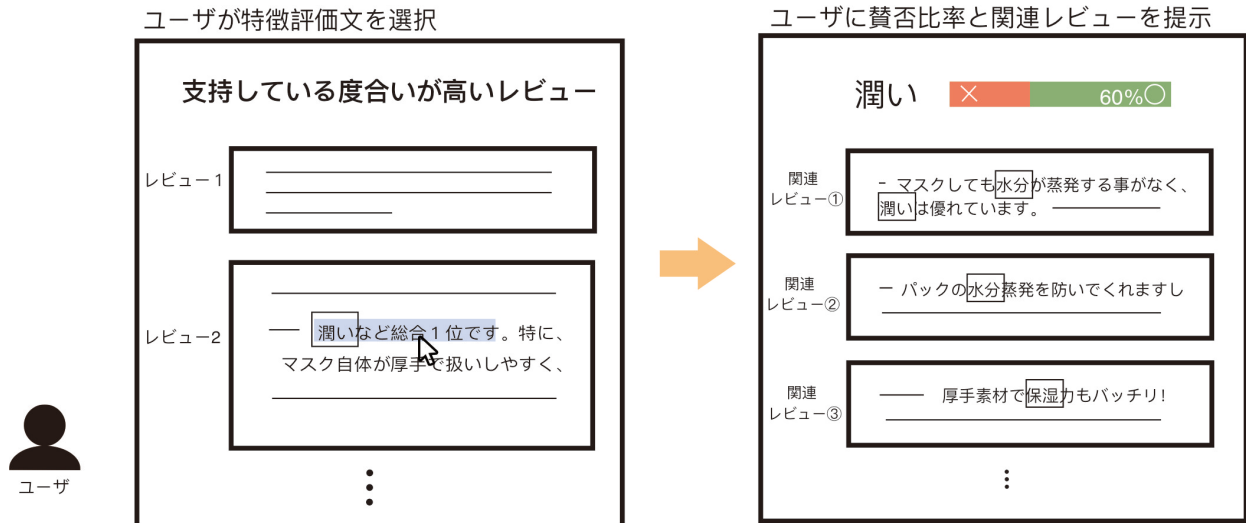 ユーザが特徴評価文を選択
支持している度合いが高いレビュー
レビュー1
レビュー2
潤いなど総合1位です。特に、
マスク自体が厚手で扱いしやすく、
ユーザ
ユーザに賛否比率と関連レビューを提示
潤い
× 60%○
関連
レビュー①
- マスクしても水分が蒸発する事がなく、
潤いは優れています。
関連
レビュー②
パックの水分蒸発を防いでくれますし
関連
レビュー③
厚手素材で保湿力もバッチリ!